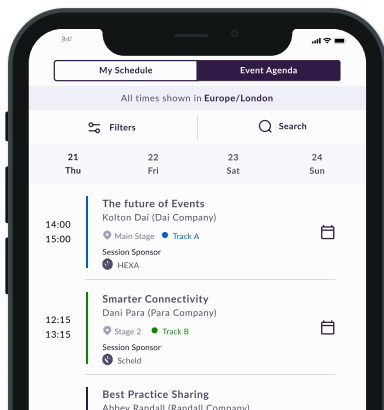 9:41
My Schedule
Event Agenda
All times shown in Europe/London
Filters
Search
21 22 23 24
Thu Fri Sat Sun
The future of Events
Kolton Dai (Dai Company)
14:00
15:00
Main Stage Track A
Session Sponsor
HEXA
Smarter Connectivity
Dani Para (Para Company)
12:15
13:15
Stage 2 Track B
Session Sponsor
Scheld
Best Practice Sharing
Abbey Randall (Randall Company)